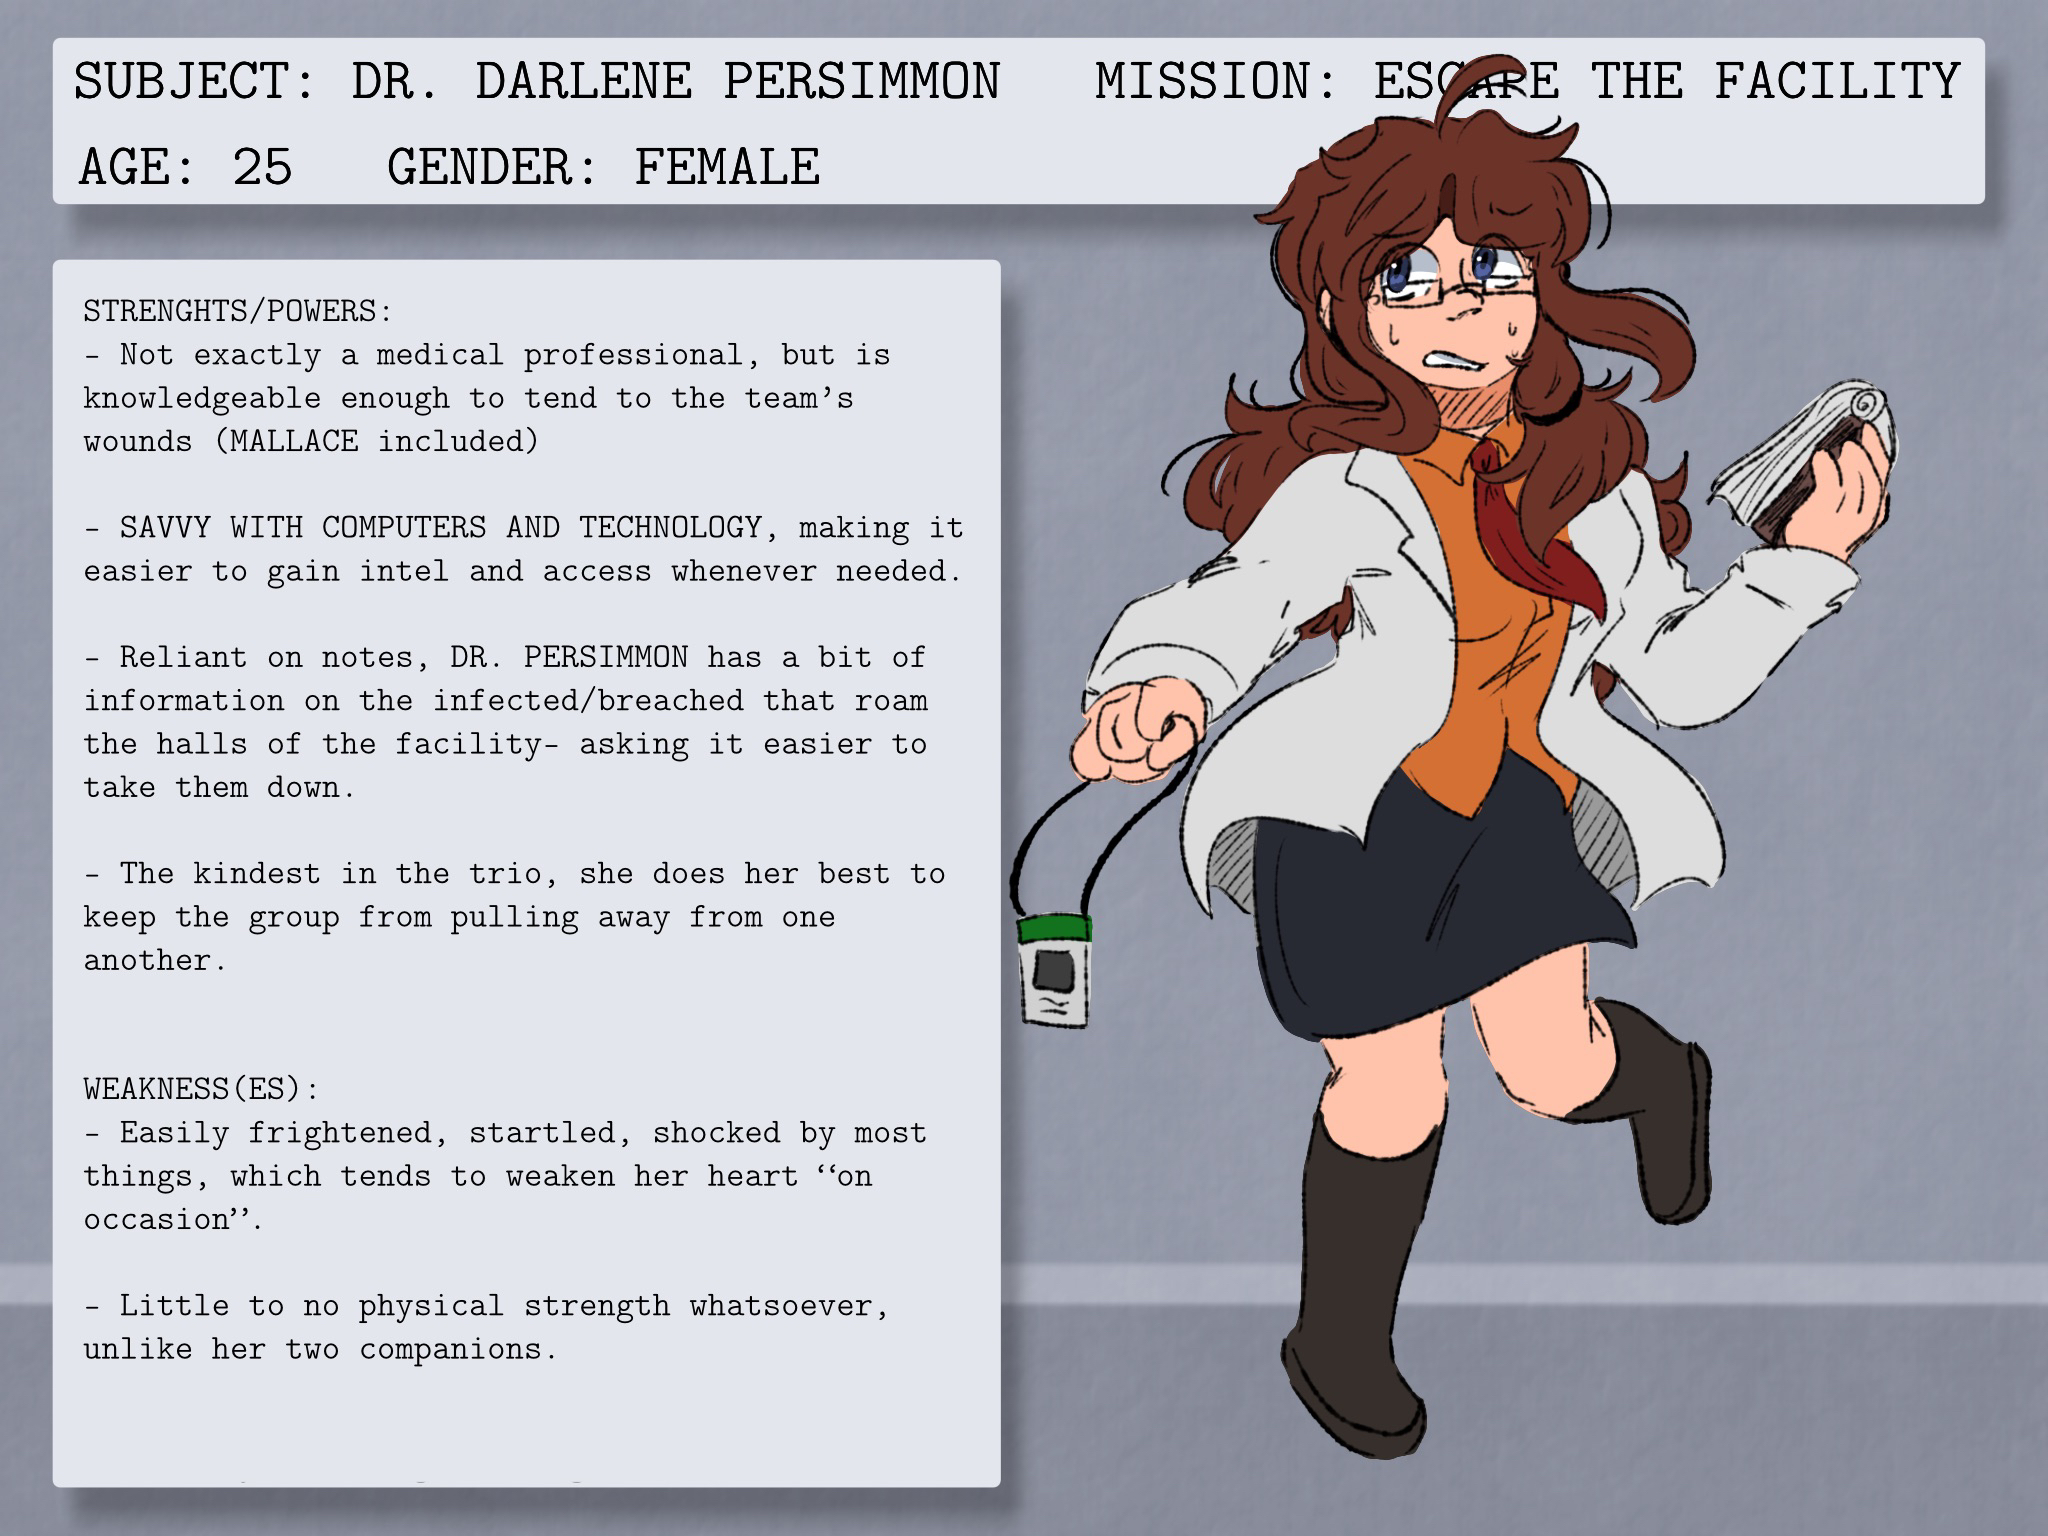 SUBJECT: DR. DARLENE PERSIMMON MISSION: ESCAPE THE FACILITY
AGE: 25 GENDER: FEMALE
STRENGHTS/POWERS:
- Not exactly a medical professional, but is
knowledgeable enough to tend to the team’s
wounds (MALLACE included)
- SAVVY WITH COMPUTERS AND TECHNOLOGY, making it
easier to gain intel and access whenever needed.
- Reliant on notes, DR. PERSIMMON has a bit of
information on the infected/breached that roam
the halls of the facility- asking it easier to
take them down.
- The kindest in the trio, she does her best to
keep the group from pulling away from one
another.
WEAKNESS(ES):
- Easily frightened, startled, shocked by most
things, which tends to weaken her heart “on
occasion”.
- Little to no physical strength whatsoever,
unlike her two companions.